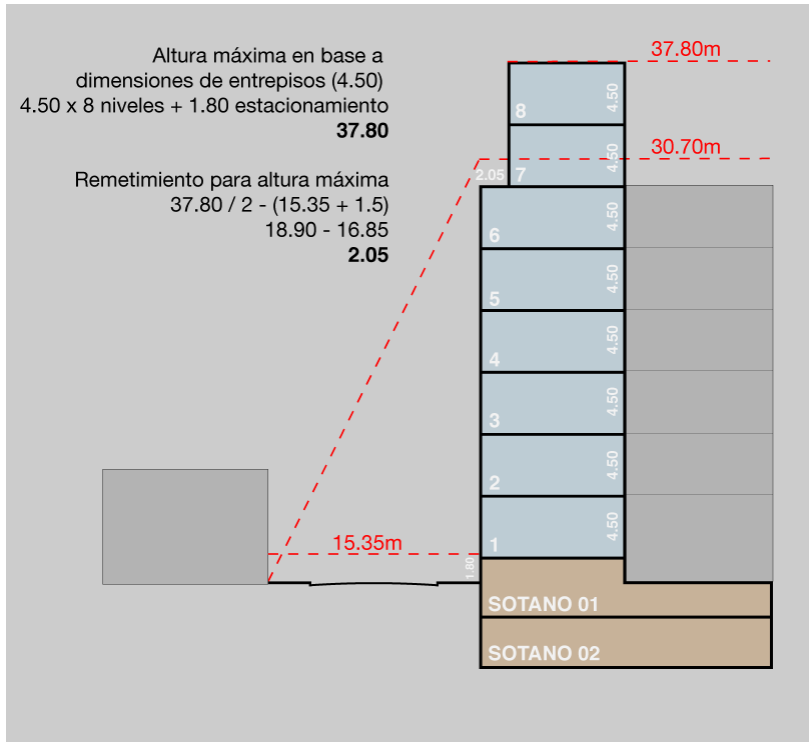 Altura máxima en base a
dimensiones de entrepisos (4.50)
4.50 x 8 niveles + 1.80 estacionamiento
37.80
Remetimiento para altura máxima
37.80 / 2 - (15.35 + 1.5)
18.90 - 16.85
2.05
37.80m
8
4.50
30.70m
2.05
7
4.50
6
4.50
5
4.50
4
4.50
3
4.50
2
4.50
1
4.50
15.35m
1.80
SOTANO 01
SOTANO 02